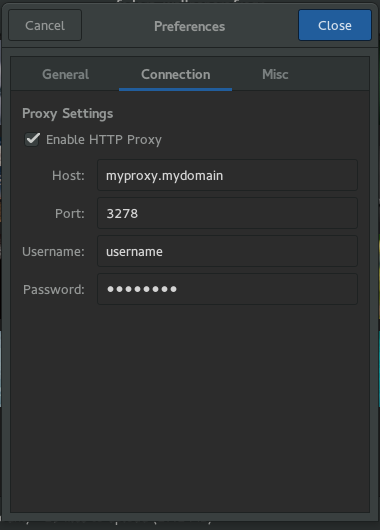 Cancel Preferences Close
General Connection Misc
Proxy Settings
Enable HTTP Proxy
Host: myproxy.mydomain
Port: 3278
Username: username
Password: ●●●●●●●●